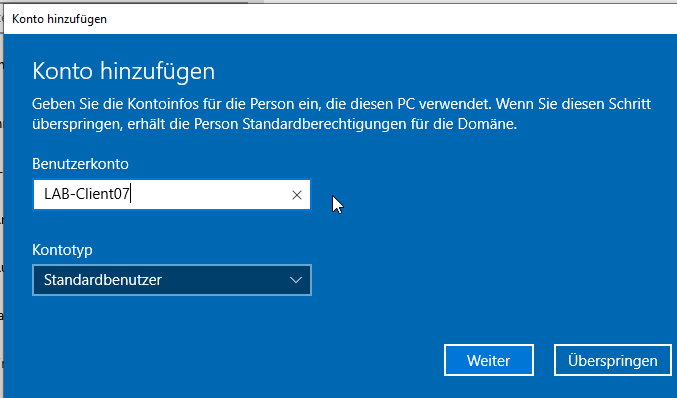 Konto hinzufügen
Konto hinzufügen
Geben Sie die Kontoinfos für die Person ein, die diesen PC verwendet. Wenn Sie diesen Schritt
überspringen, erhält die Person Standardberechtigungen für die Domäne.
Benutzerkonto
LAB-Client07
Kontotyp
Standardbenutzer
Weiter
Überspringen